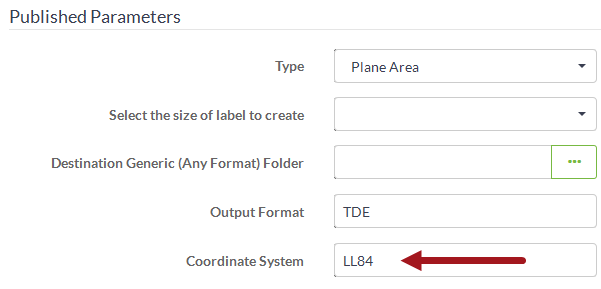 Published Parameters
Type Plane Area
Select the size of label to create
Destination Generic (Any Format) Folder
Output Format TDE
Coordinate System LL84